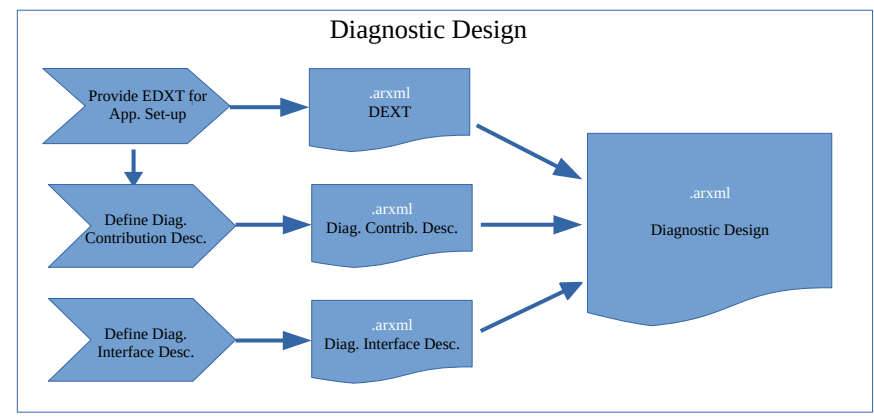 Diagnostic Design
Provide EDXT for
App. Set-up
.arxml
DEXT
Define Diag.
Contribution Desc.
.arxml
Diag. Contrib. Desc.
Define Diag.
Interface Desc.
.arxml
Diag. Interface Desc.
.arxml
Diagnostic Design